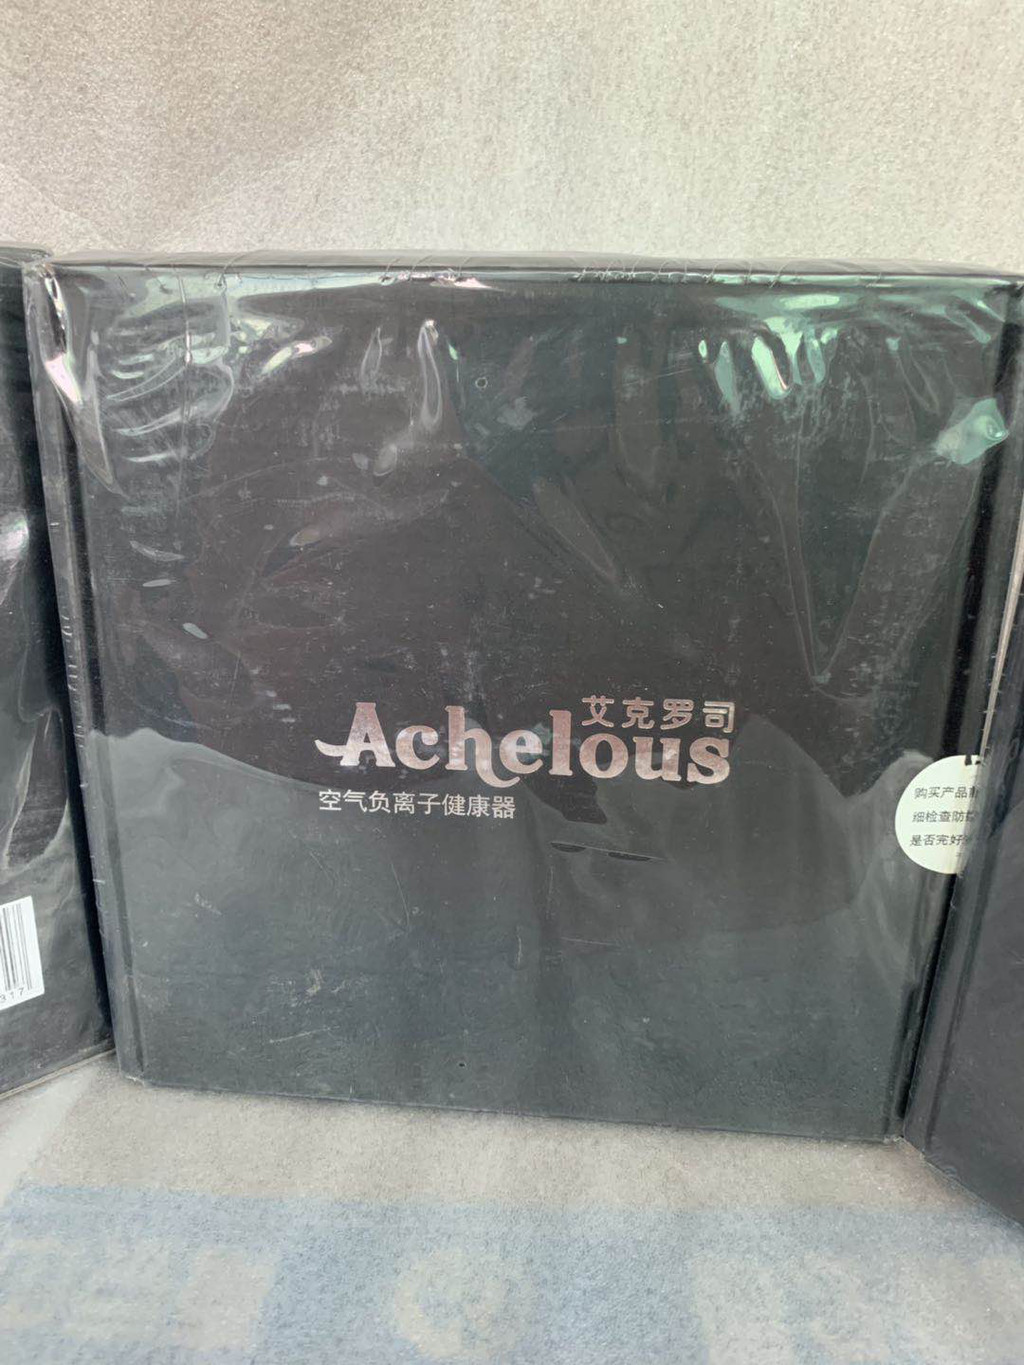 艾克罗司
Achelous
空气负离子健康器
购买产品
细检查防
是否完好
317